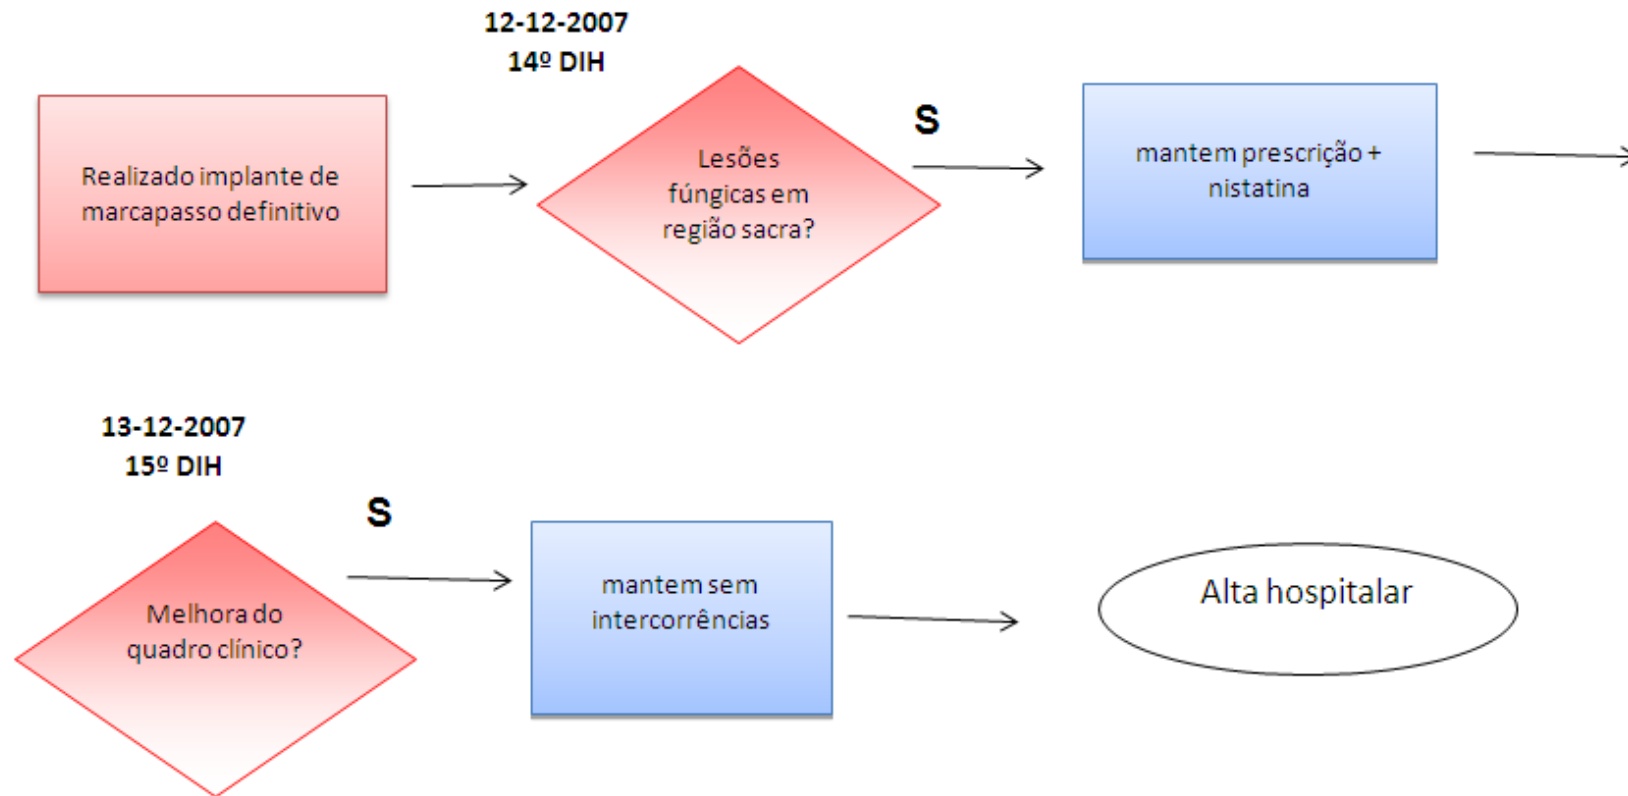 12-12-2007
14º DIH
Realizado implante de
marcapasso definitivo
Lesões
fúngicas em
região sacra?
S
mantem prescrição +
nistatina
13-12-2007
15º DIH
Melhora do
quadro clínico?
S
mantem sem
intercorrências
Alta hospitalar